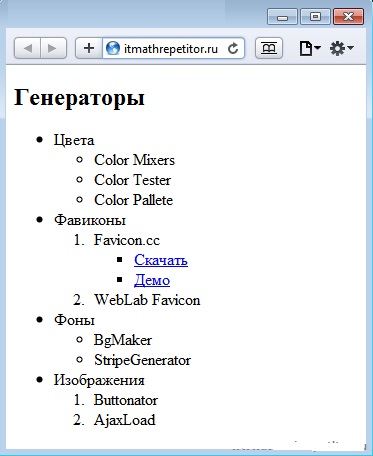 itmathrepetitor.ru
Генераторы
• Цвета
○ Color Mixers
○ Color Tester
○ Color Pallete
• Фавиконы
1. Favicon.cc
▪ Скачать
▪ Демо
2. WebLab Favicon
• Фоны
○ BgMaker
○ StripeGenerator
• Изображения
1. Buttonator
2. AjaxLoad